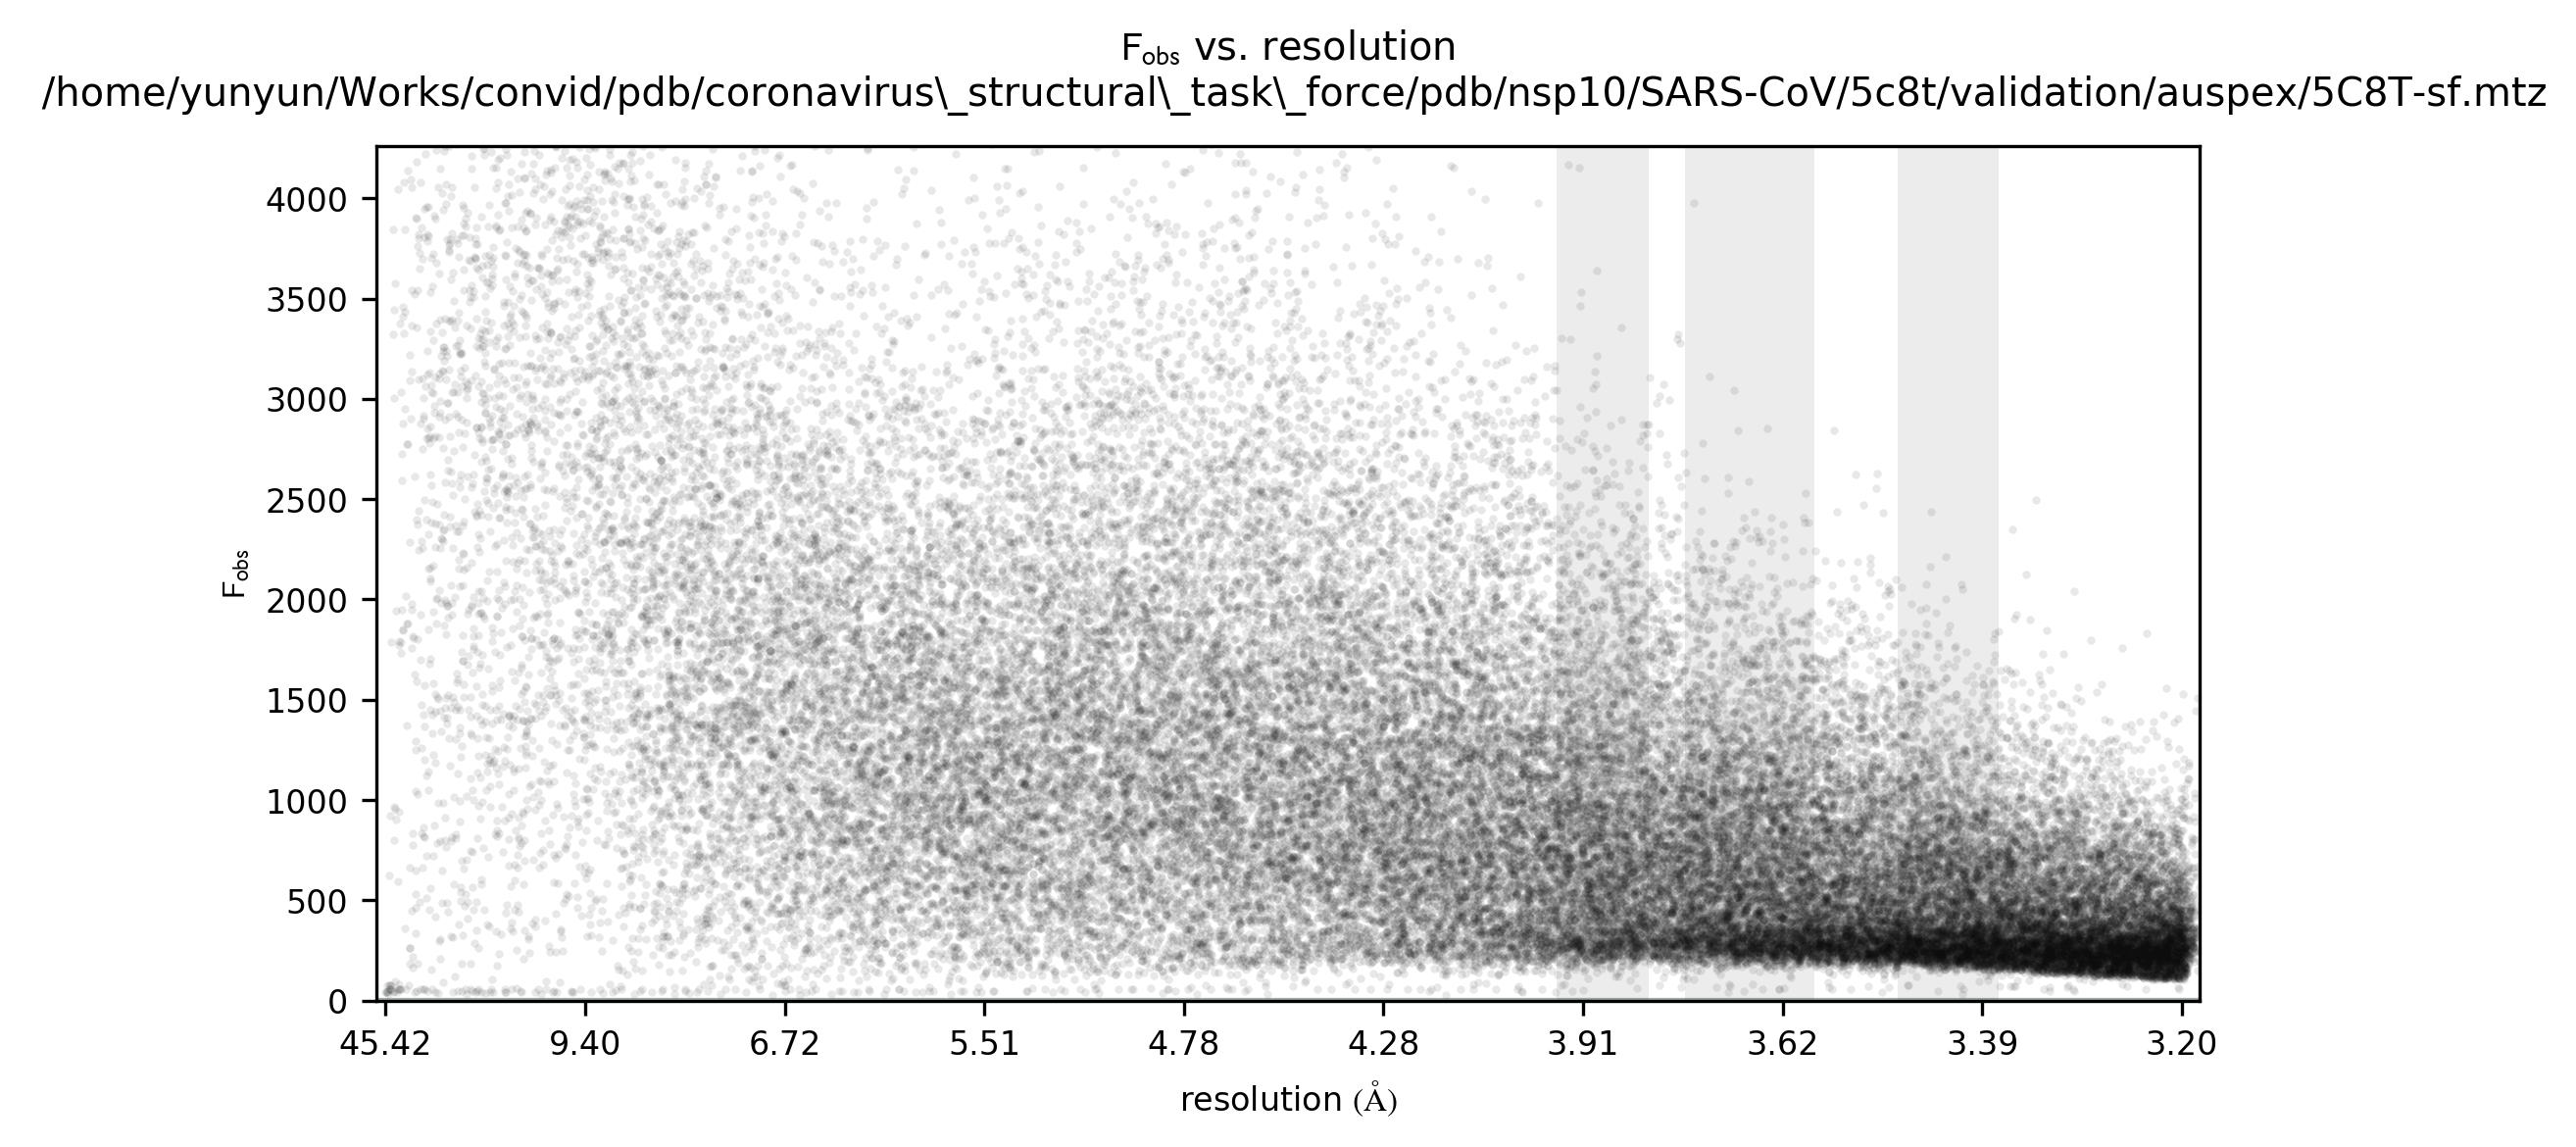 F_obs vs. resolution
/home/yunyun/Works/convid/pdb/coronavirus\_structural\_task\_force/pdb/nsp10/SARS-CoV/5c8t/validation/auspex/5C8T-sf.mtz
4000
3500
3000
2500
2000
1500
1000
500
0
F_obs
45.42 9.40 6.72 5.51 4.78 4.28 3.91 3.62 3.39 3.20
resolution (Å)